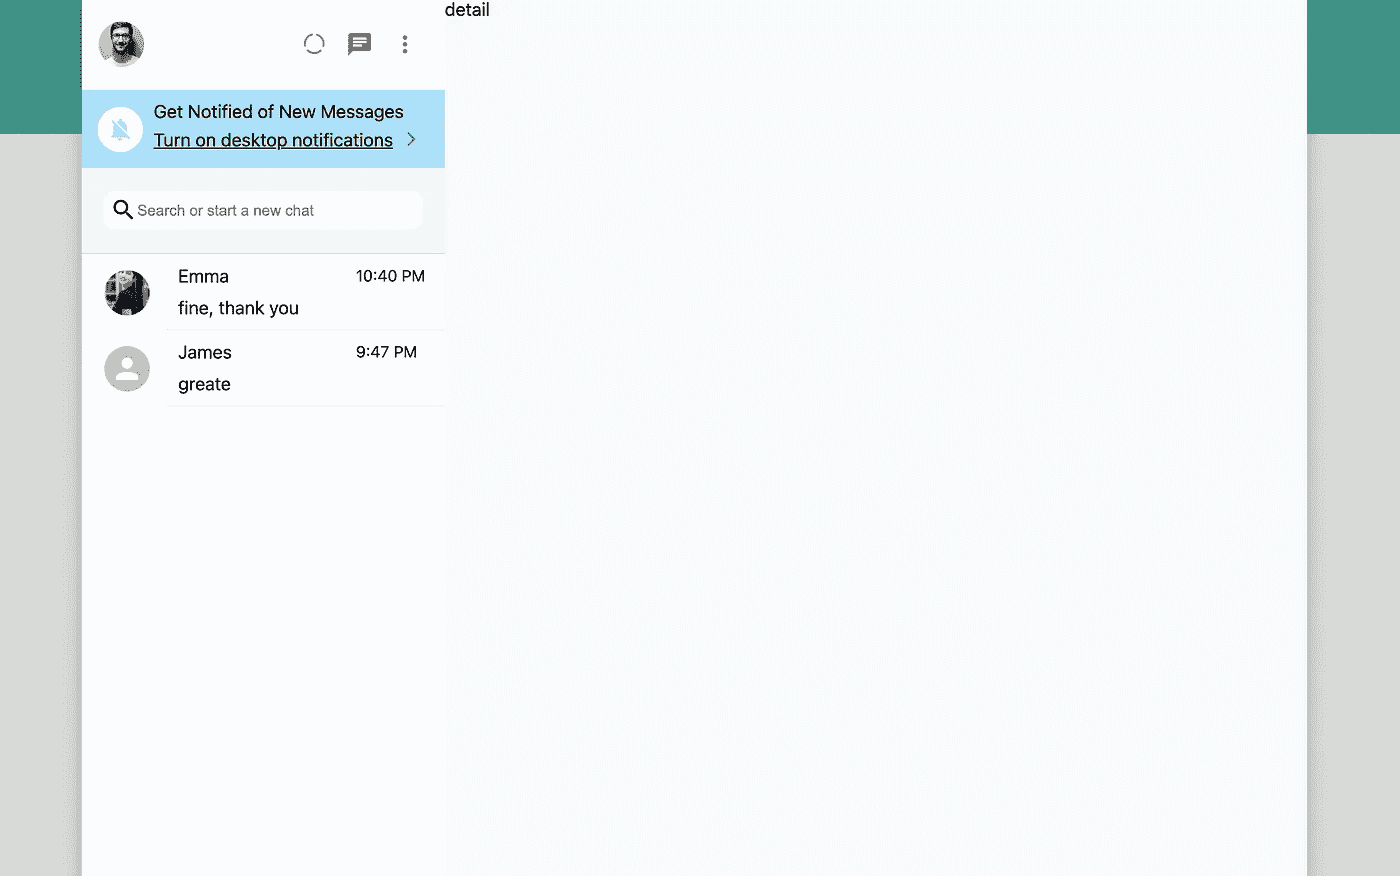 detail
Get Notified of New Messages
Turn on desktop notifications
Search or start a new chat
Emma 10:40 PM
fine, thank you
James 9:47 PM
greate